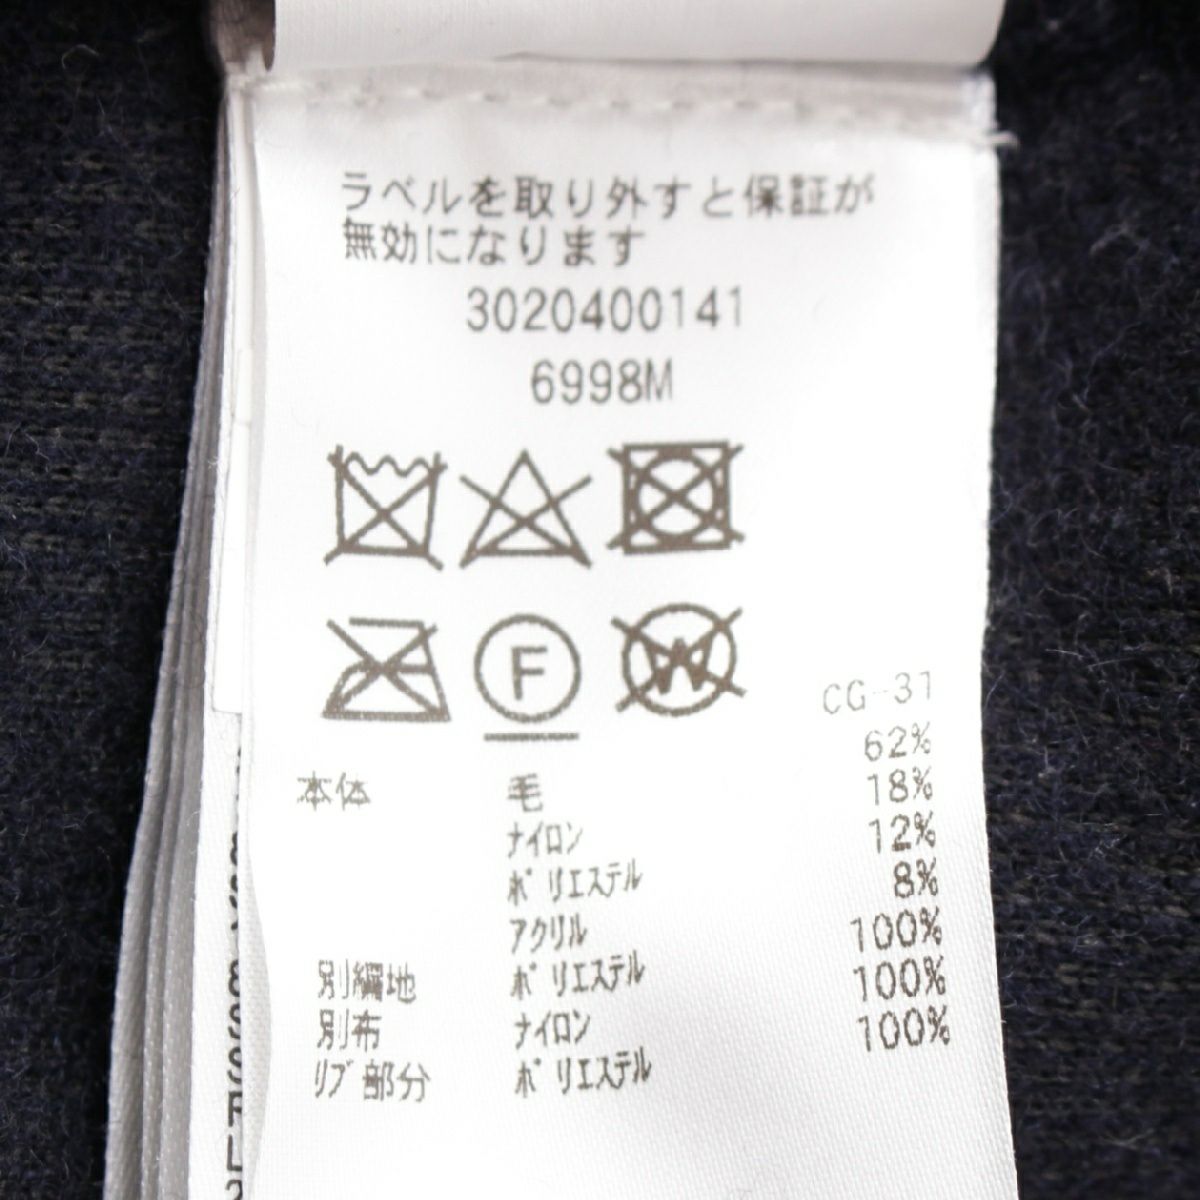 ラベルを取り外すと保証が
無効になります
3020400141
6998M
F
W
CG-31
本体 毛 62%
ナイロン 18%
ポリエステル 12%
アクリル 8%
別編地 ポリエステル 100%
別布 ナイロン 100%
リブ部分 ポリエステル 100%